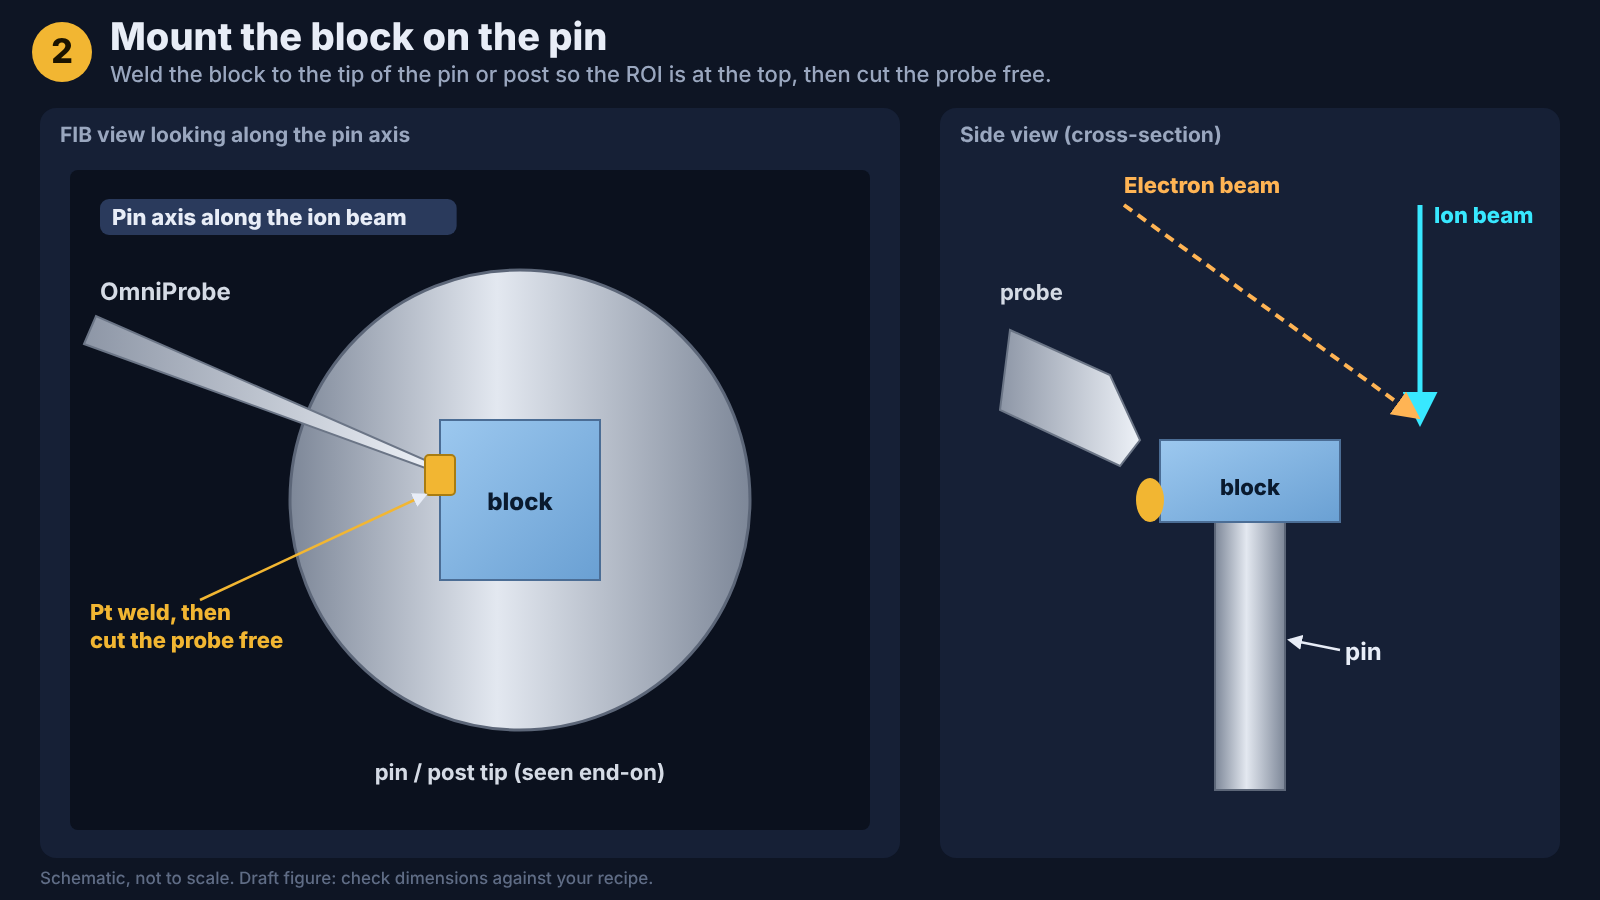 2
Mount the block on the pin
Weld the block to the tip of the pin or post so the ROI is at the top, then cut the probe free.
FIB view looking along the pin axis
Pin axis along the ion beam
OmniProbe
block
Pt weld, then
cut the probe free
pin / post tip (seen end-on)
Side view (cross-section)
Electron beam
Ion beam
probe
block
pin
Schematic, not to scale. Draft figure: check dimensions against your recipe.